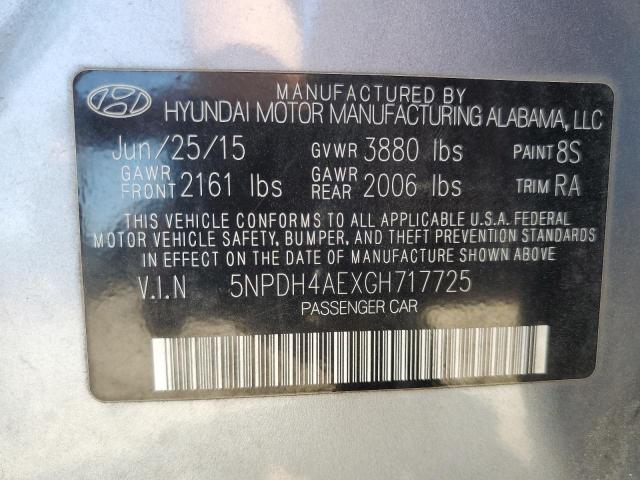 MANUFACTURED BY
HYUNDAI MOTOR MANUFACTURING ALABAMA, LLC
Jun/25/15 GVWR 3880 lbs PAINT 8S
GAWR FRONT 2161 lbs GAWR REAR 2006 lbs TRIM RA
THIS VEHICLE CONFORMS TO ALL APPLICABLE U.S.A. FEDERAL
MOTOR VEHICLE SAFETY, BUMPER, AND THEFT PREVENTION STANDARDS
IN EFFECT ON THE DATE OF MANUFACTURE SHOWN ABOVE
V.I.N 5NPDH4AEXGH717725
PASSENGER CAR